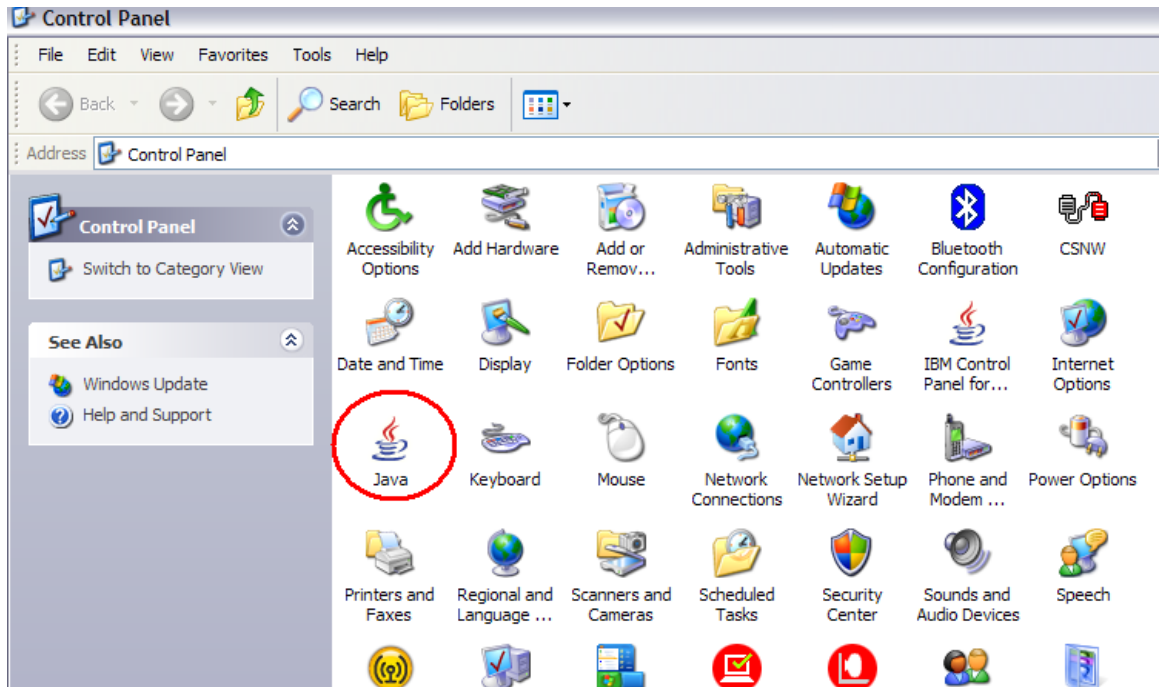 Control Panel
File Edit View Favorites Tools Help
Back Search Folders
Address Control Panel
Control Panel
Switch to Category View
See Also
Windows Update
Help and Support
Accessibility Add Hardware Add or Administrative Automatic Bluetooth CSNW
Options Remov... Tools Updates Configuration
Date and Time Display Folder Options Fonts Game IBM Control Internet
Controllers Panel for... Options
Java Keyboard Mouse Network Network Setup Phone and Power Options
Connections Wizard Modem ...
Printers and Regional and Scanners and Scheduled Security Sounds and Speech
Faxes Language ... Cameras Tasks Center Audio Devices